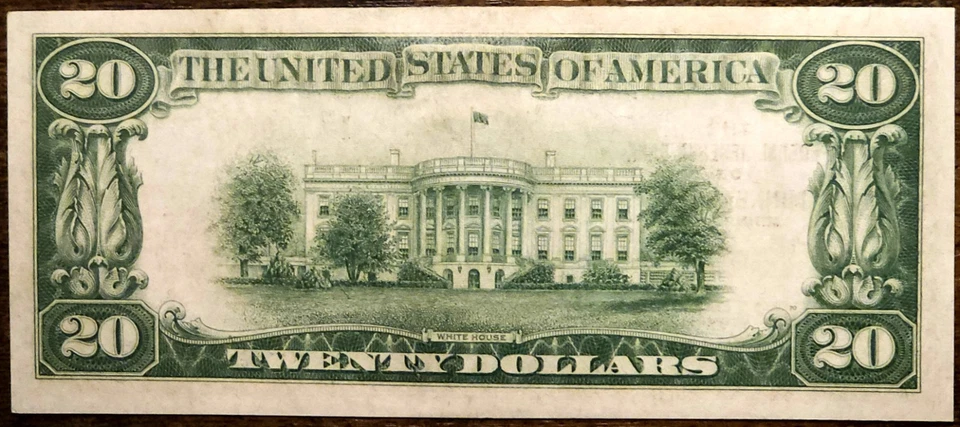 20 THE UNITED STATES OF AMERICA 20
WHITE HOUSE
20 TWENTY DOLLARS 20